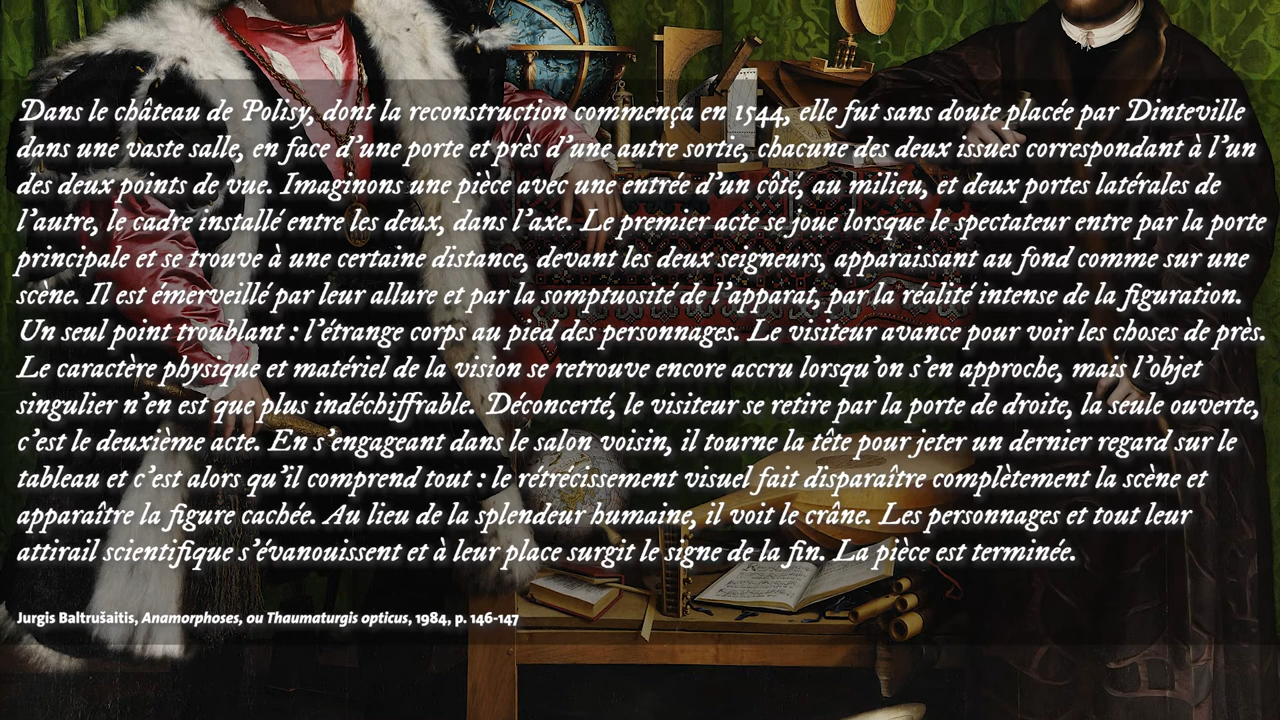 Dans le château de Polisy, dont la reconstruction commença en 1544, elle fut sans doute placée par Dinteville
dans une vaste salle, en face d’une porte et près d’une autre sortie, chacune des deux issues correspondant à l’un
des deux points de vue. Imaginons une pièce avec une entrée d’un côté, au milieu, et deux portes latérales de
l’autre, le cadre installé entre les deux, dans l’axe. Le premier acte se joue lorsque le spectateur entre par la porte
principale et se trouve à une certaine distance, devant les deux seigneurs, apparaissant au fond comme sur une
scène. Il est émerveillé par leur allure et par la somptuosité de l’apparat, par la réalité intense de la figuration.
Un seul point troublant : l’étrange corps au pied des personnages. Le visiteur avance pour voir les choses de près.
Le caractère physique et matériel de la vision se retrouve encore accru lorsqu’on s’en approche, mais l’objet
singulier n’en est que plus indéchiffrable. Déconcerté, le visiteur se retire par la porte de droite, la seule ouverte,
c’est le deuxième acte. En s’engageant dans le salon voisin, il tourne la tête pour jeter un dernier regard sur le
tableau et c’est alors qu’il comprend tout : le rétrécissement visuel fait disparaître complètement la scène et
apparaître la figure cachée. Au lieu de la splendeur humaine, il voit le crâne. Les personnages et tout leur
attirail scientifique s’évanouissent et à leur place surgit le signe de la fin. La pièce est terminée.
Jurgis Baltrušaitis, Anamorphoses, ou Thaumaturgis opticus, 1984, p. 146-147